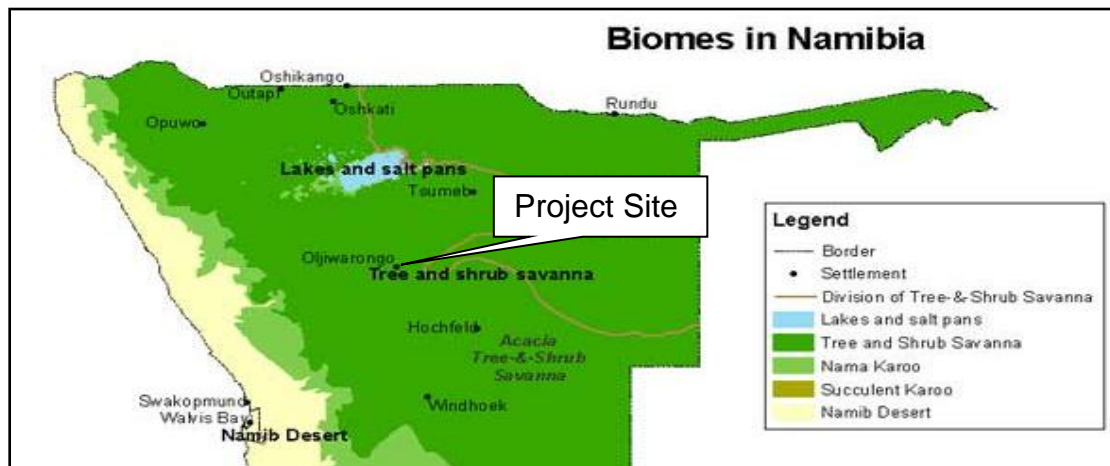 Biomes in Namibia
Oshikango
Outapi
Oshkati
Rundu
Opuwo
Lakes and salt pans
Tsumeb
Project Site
Oljiwarongo
Tree and shrub savanna
Hochfeld
Acacia
Tree-&-Shrub
Savanna
Swakopmund
Walvis Bay
Windhoek
Namib Desert
Legend
Border
Settlement
Division of Tree-&-Shrub Savanna
Lakes and salt pans
Tree and Shrub Savanna
Nama Karoo
Succulent Karoo
Namib Desert